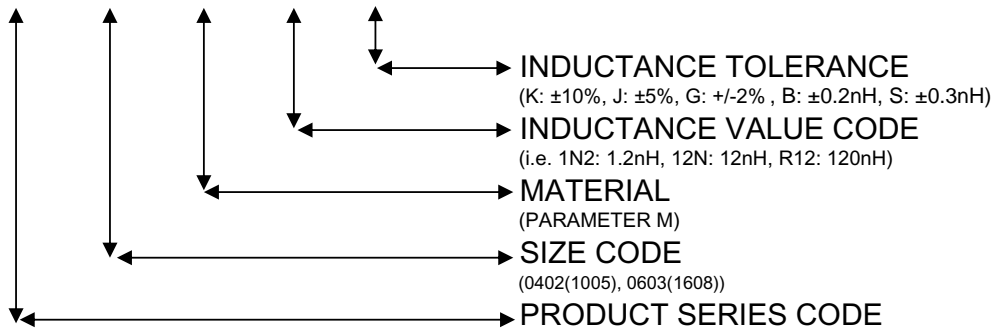 INDUCTANCE TOLERANCE
(K: ±10%, J: ±5%, G: +/-2% , B: ±0.2nH, S: ±0.3nH)
INDUCTANCE VALUE CODE
(i.e. 1N2: 1.2nH, 12N: 12nH, R12: 120nH)
MATERIAL
(PARAMETER M)
SIZE CODE
(0402(1005), 0603(1608))
PRODUCT SERIES CODE